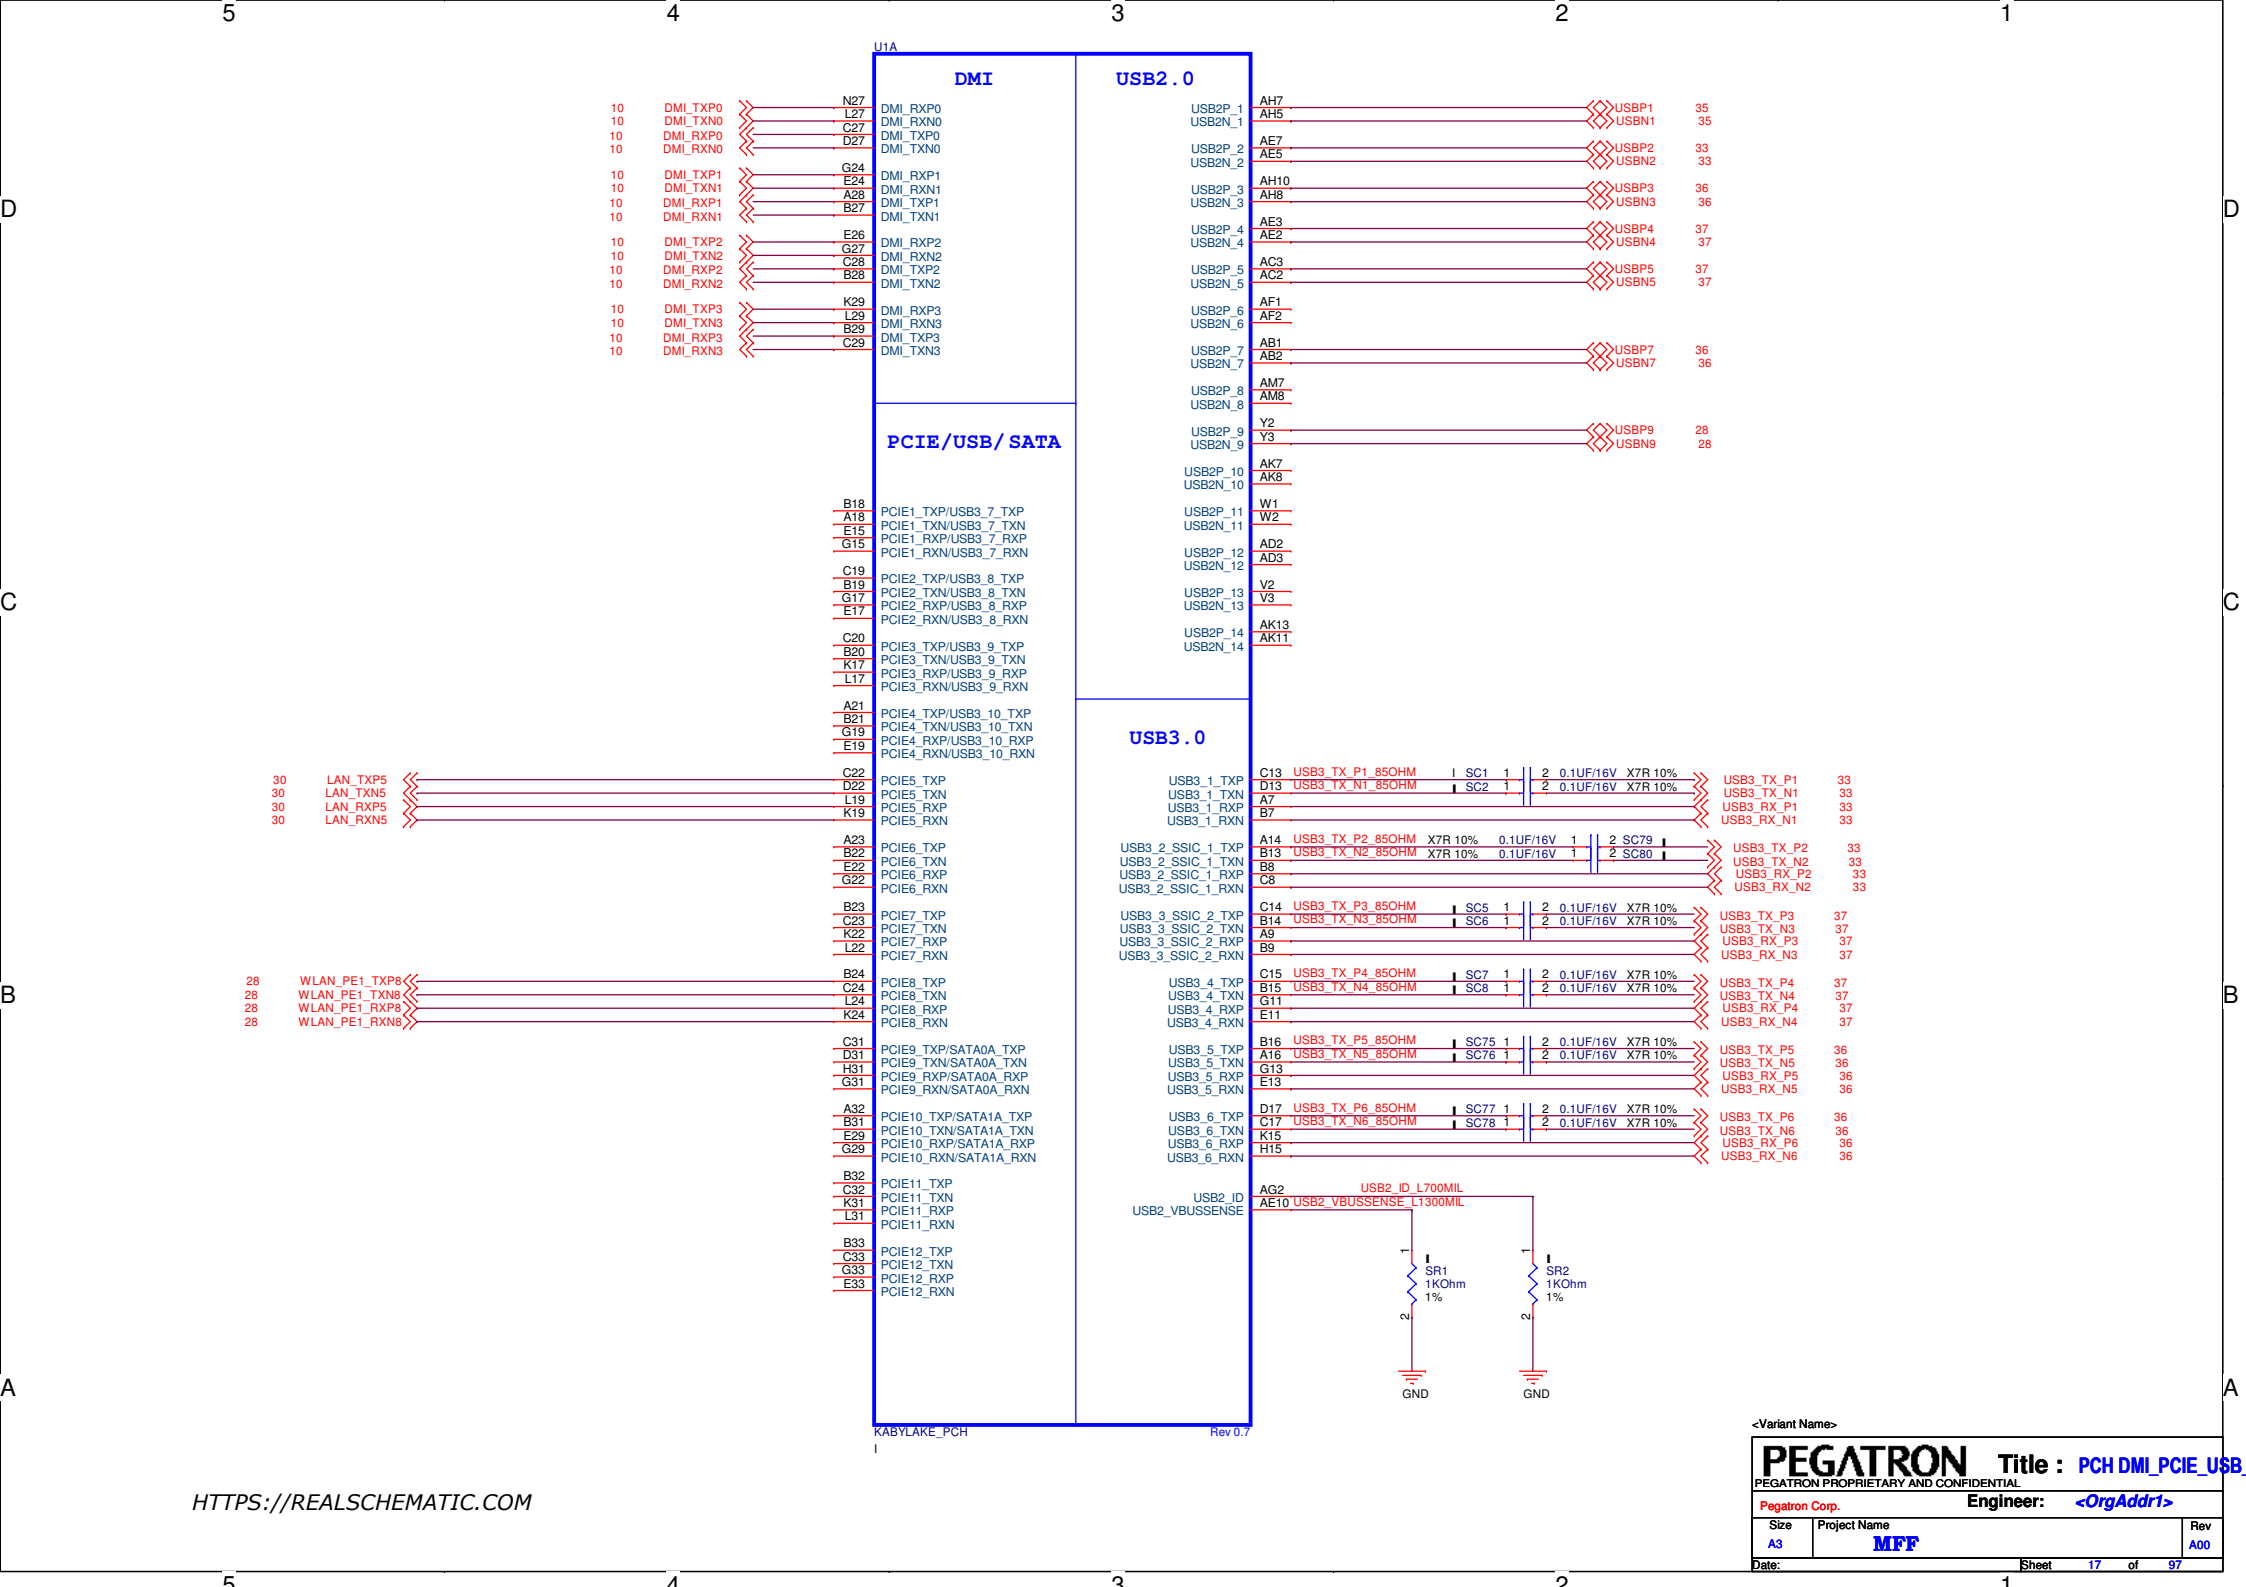 5 4 3 2 1
U1A
DMI
10 DMI_TXP0 N27 DMI_RXP0
10 DMI_TXN0 L27 DMI_RXN0
10 DMI_RXP0 C27 DMI_TXP0
10 DMI_RXN0 D27 DMI_TXN0
10 DMI_TXP1 G24 DMI_RXP1
10 DMI_TXN1 E24 DMI_RXN1
10 DMI_RXP1 A28 DMI_TXP1
10 DMI_RXN1 B27 DMI_TXN1
10 DMI_TXP2 E26 DMI_RXP2
10 DMI_TXN2 G27 DMI_RXN2
10 DMI_RXP2 C28 DMI_TXP2
10 DMI_RXN2 B28 DMI_TXN2
10 DMI_TXP3 K29 DMI_RXP3
10 DMI_TXN3 L29 DMI_RXN3
10 DMI_RXP3 B29 DMI_TXP3
10 DMI_RXN3 C29 DMI_TXN3
PCIE/USB/SATA
B18 PCIE1_TXP/USB3_7_TXP
A18 PCIE1_TXN/USB3_7_TXN
E15 PCIE1_RXP/USB3_7_RXP
G15 PCIE1_RXN/USB3_7_RXN
C19 PCIE2_TXP/USB3_8_TXP
B19 PCIE2_TXN/USB3_8_TXN
G17 PCIE2_RXP/USB3_8_RXP
E17 PCIE2_RXN/USB3_8_RXN
C20 PCIE3_TXP/USB3_9_TXP
B20 PCIE3_TXN/USB3_9_TXN
K17 PCIE3_RXP/USB3_9_RXP
L17 PCIE3_RXN/USB3_9_RXN
A21 PCIE4_TXP/USB3_10_TXP
B21 PCIE4_TXN/USB3_10_TXN
G19 PCIE4_RXP/USB3_10_RXP
E19 PCIE4_RXN/USB3_10_RXN
30 LAN_TXP5 C22 PCIE5_TXP
30 LAN_TXN5 D22 PCIE5_TXN
30 LAN_RXP5 L19 PCIE5_RXP
30 LAN_RXN5 K19 PCIE5_RXN
A23 PCIE6_TXP
B22 PCIE6_TXN
E22 PCIE6_RXP
G22 PCIE6_RXN
B23 PCIE7_TXP
C23 PCIE7_TXN
K22 PCIE7_RXP
L22 PCIE7_RXN
28 WLAN_PE1_TXP8 B24 PCIE8_TXP
28 WLAN_PE1_TXN8 C24 PCIE8_TXN
28 WLAN_PE1_RXP8 L24 PCIE8_RXP
28 WLAN_PE1_RXN8 K24 PCIE8_RXN
C31 PCIE9_TXP/SATA0A_TXP
D31 PCIE9_TXN/SATA0A_TXN
H31 PCIE9_RXP/SATA0A_RXP
G31 PCIE9_RXN/SATA0A_RXN
A32 PCIE10_TXP/SATA1A_TXP
B31 PCIE10_TXN/SATA1A_TXN
E29 PCIE10_RXP/SATA1A_RXP
G29 PCIE10_RXN/SATA1A_RXN
B32 PCIE11_TXP
C32 PCIE11_TXN
K31 PCIE11_RXP
L31 PCIE11_RXN
B33 PCIE12_TXP
C33 PCIE12_TXN
G33 PCIE12_RXP
E33 PCIE12_RXN
USB2.0
USB2P_1 AH7 USBP1 35
USB2N_1 AH5 USBN1 35
USB2P_2 AE7 USBP2 33
USB2N_2 AE5 USBN2 33
USB2P_3 AH10 USBP3 36
USB2N_3 AH8 USBN3 36
USB2P_4 AE3 USBP4 37
USB2N_4 AE2 USBN4 37
USB2P_5 AC3 USBP5 37
USB2N_5 AC2 USBN5 37
USB2P_6 AF1
USB2N_6 AF2
USB2P_7 AB1 USBP7 36
USB2N_7 AB2 USBN7 36
USB2P_8 AM7
USB2N_8 AM8
USB2P_9 Y2 USBP9 28
USB2N_9 Y3 USBN9 28
USB2P_10 AK7
USB2N_10 AK8
USB2P_11 W1
USB2N_11 W2
USB2P_12 AD2
USB2N_12 AD3
USB2P_13 V2
USB2N_13 V3
USB2P_14 AK13
USB2N_14 AK11
USB3.0
USB3_1_TXP C13 USB3_TX_P1_85OHM I SC1 1 2 0.1UF/16V X7R 10% USB3_TX_P1 33
USB3_1_TXN D13 USB3_TX_N1_85OHM I SC2 1 2 0.1UF/16V X7R 10% USB3_TX_N1 33
USB3_1_RXP A7 USB3_RX_P1 33
USB3_1_RXN B7 USB3_RX_N1 33
USB3_2_SSIC_1_TXP A14 USB3_TX_P2_85OHM X7R 10% 0.1UF/16V 1 2 SC79 I USB3_TX_P2 33
USB3_2_SSIC_1_TXN B13 USB3_TX_N2_85OHM X7R 10% 0.1UF/16V 1 2 SC80 I USB3_TX_N2 33
USB3_2_SSIC_1_RXP B8 USB3_RX_P2 33
USB3_2_SSIC_1_RXN C8 USB3_RX_N2 33
USB3_3_SSIC_2_TXP C14 USB3_TX_P3_85OHM I SC5 1 2 0.1UF/16V X7R 10% USB3_TX_P3 37
USB3_3_SSIC_2_TXN B14 USB3_TX_N3_85OHM I SC6 1 2 0.1UF/16V X7R 10% USB3_TX_N3 37
USB3_3_SSIC_2_RXP A9 USB3_RX_P3 37
USB3_3_SSIC_2_RXN B9 USB3_RX_N3 37
USB3_4_TXP C15 USB3_TX_P4_85OHM I SC7 1 2 0.1UF/16V X7R 10% USB3_TX_P4 37
USB3_4_TXN B15 USB3_TX_N4_85OHM I SC8 1 2 0.1UF/16V X7R 10% USB3_TX_N4 37
USB3_4_RXP G11 USB3_RX_P4 37
USB3_4_RXN E11 USB3_RX_N4 37
USB3_5_TXP B16 USB3_TX_P5_85OHM I SC75 1 2 0.1UF/16V X7R 10% USB3_TX_P5 36
USB3_5_TXN A16 USB3_TX_N5_85OHM I SC76 1 2 0.1UF/16V X7R 10% USB3_TX_N5 36
USB3_5_RXP G13 USB3_RX_P5 36
USB3_5_RXN E13 USB3_RX_N5 36
USB3_6_TXP D17 USB3_TX_P6_85OHM I SC77 1 2 0.1UF/16V X7R 10% USB3_TX_P6 36
USB3_6_TXN C17 USB3_TX_N6_85OHM I SC78 1 2 0.1UF/16V X7R 10% USB3_TX_N6 36
USB3_6_RXP K15 USB3_RX_P6 36
USB3_6_RXN H15 USB3_RX_N6 36
USB2_ID AG2 USB2_ID_L700MIL
USB2_VBUSSENSE AE10 USB2_VBUSSENSE_L1300MIL
1 I 1 I
SR1 SR2
1KOhm 1KOhm
1% 1%
2 2
GND GND
KABYLAKE_PCH Rev 0.7
I
D D
C C
B B
A A
HTTPS://REALSCHEMATIC.COM
<Variant Name>
PEGATRON Title : PCH DMI_PCIE_USB_
PEGATRON PROPRIETARY AND CONFIDENTIAL
Pegatron Corp. Engineer: <OrgAddr1>
Size Project Name Rev
A3 MFF A00
Date: Sheet 17 of 97
5 4 3 2 1